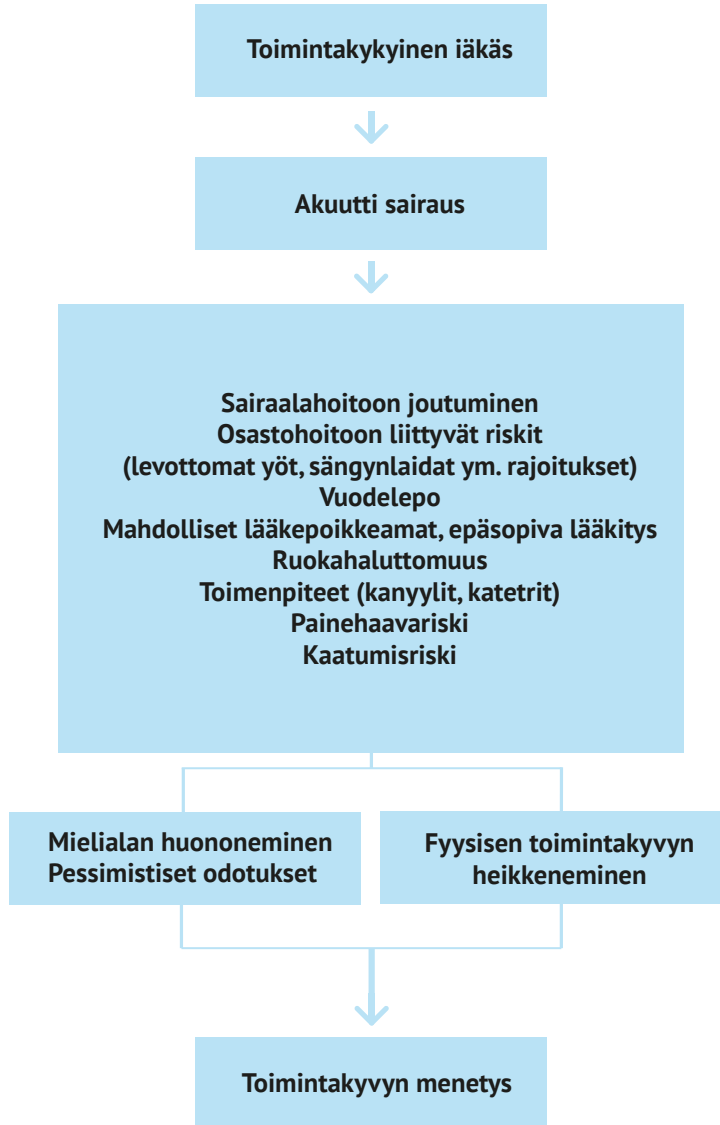 Toimintakykyinen iäkäs
Akuutti sairaus
Sairaalahoitoon joutuminen
Osastohoitoon liittyvät riskit
(levottomat yöt, sängynlaidat ym. rajoitukset)
Vuodelepo
Mahdolliset lääkepoikkeamat, epäsopiva lääkitys
Ruokahaluttomuus
Toimenpiteet (kanyylit, katetrit)
Painehaavariski
Kaatumisriski
Mielialan huononeminen
Pessimistiset odotukset
Fyysisen toimintakyvyn
heikkeneminen
Toimintakyvyn menetys